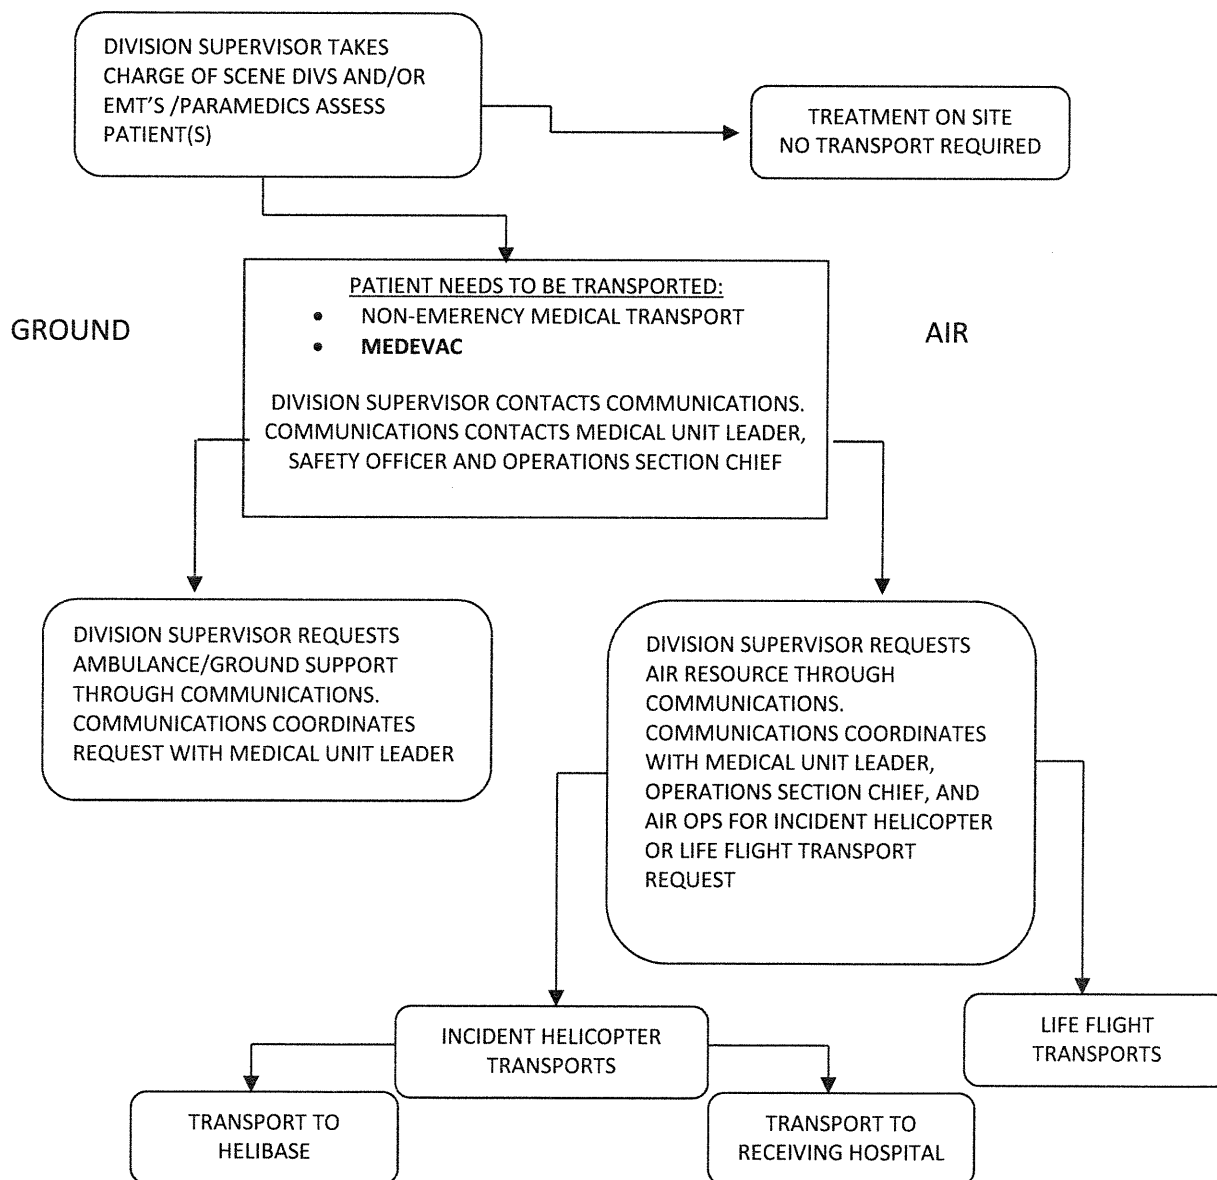 DIVISION SUPERVISOR TAKES
CHARGE OF SCENE DIVS AND/OR
EMT’S /PARAMEDICS ASSESS
PATIENT(S)
TREATMENT ON SITE
NO TRANSPORT REQUIRED
GROUND
PATIENT NEEDS TO BE TRANSPORTED:
• NON-EMERENCY MEDICAL TRANSPORT
• MEDEVAC
DIVISION SUPERVISOR CONTACTS COMMUNICATIONS.
COMMUNICATIONS CONTACTS MEDICAL UNIT LEADER,
SAFETY OFFICER AND OPERATIONS SECTION CHIEF
AIR
DIVISION SUPERVISOR REQUESTS
AMBULANCE/GROUND SUPPORT
THROUGH COMMUNICATIONS.
COMMUNICATIONS COORDINATES
REQUEST WITH MEDICAL UNIT LEADER
DIVISION SUPERVISOR REQUESTS
AIR RESOURCE THROUGH
COMMUNICATIONS.
COMMUNICATIONS COORDINATES
WITH MEDICAL UNIT LEADER,
OPERATIONS SECTION CHIEF, AND
AIR OPS FOR INCIDENT HELICOPTER
OR LIFE FLIGHT TRANSPORT
REQUEST
INCIDENT HELICOPTER
TRANSPORTS
LIFE FLIGHT
TRANSPORTS
TRANSPORT TO
HELIBASE
TRANSPORT TO
RECEIVING HOSPITAL